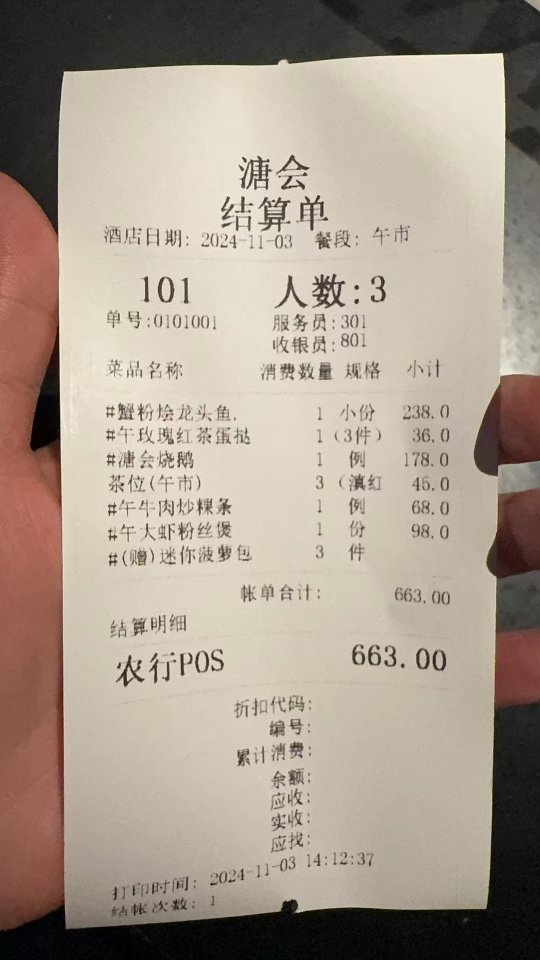 溏会
结算单
酒店日期: 2024-11-03 餐段: 午市
101 人数:3
单号:0101001 服务员:301
收银员:801
菜品名称 消费数量 规格 小计
#蟹粉烩龙头鱼. 1 小份 238.0
#午玫瑰红茶蛋挞 1 (3件) 36.0
#溏会烧鹅 1 例 178.0
茶位(午市) 3 (滇红 45.0
#午牛肉炒粿条 1 例 68.0
#午大虾粉丝煲 1 份 98.0
#(赠)迷你菠萝包 3 件
帐单合计: 663.00
结算明细
农行POS 663.00
折扣代码:
编号:
累计消费:
余额:
应收:
实收:
应找:
打印时间: 2024-11-03 14:12:37
结帐次数: 1